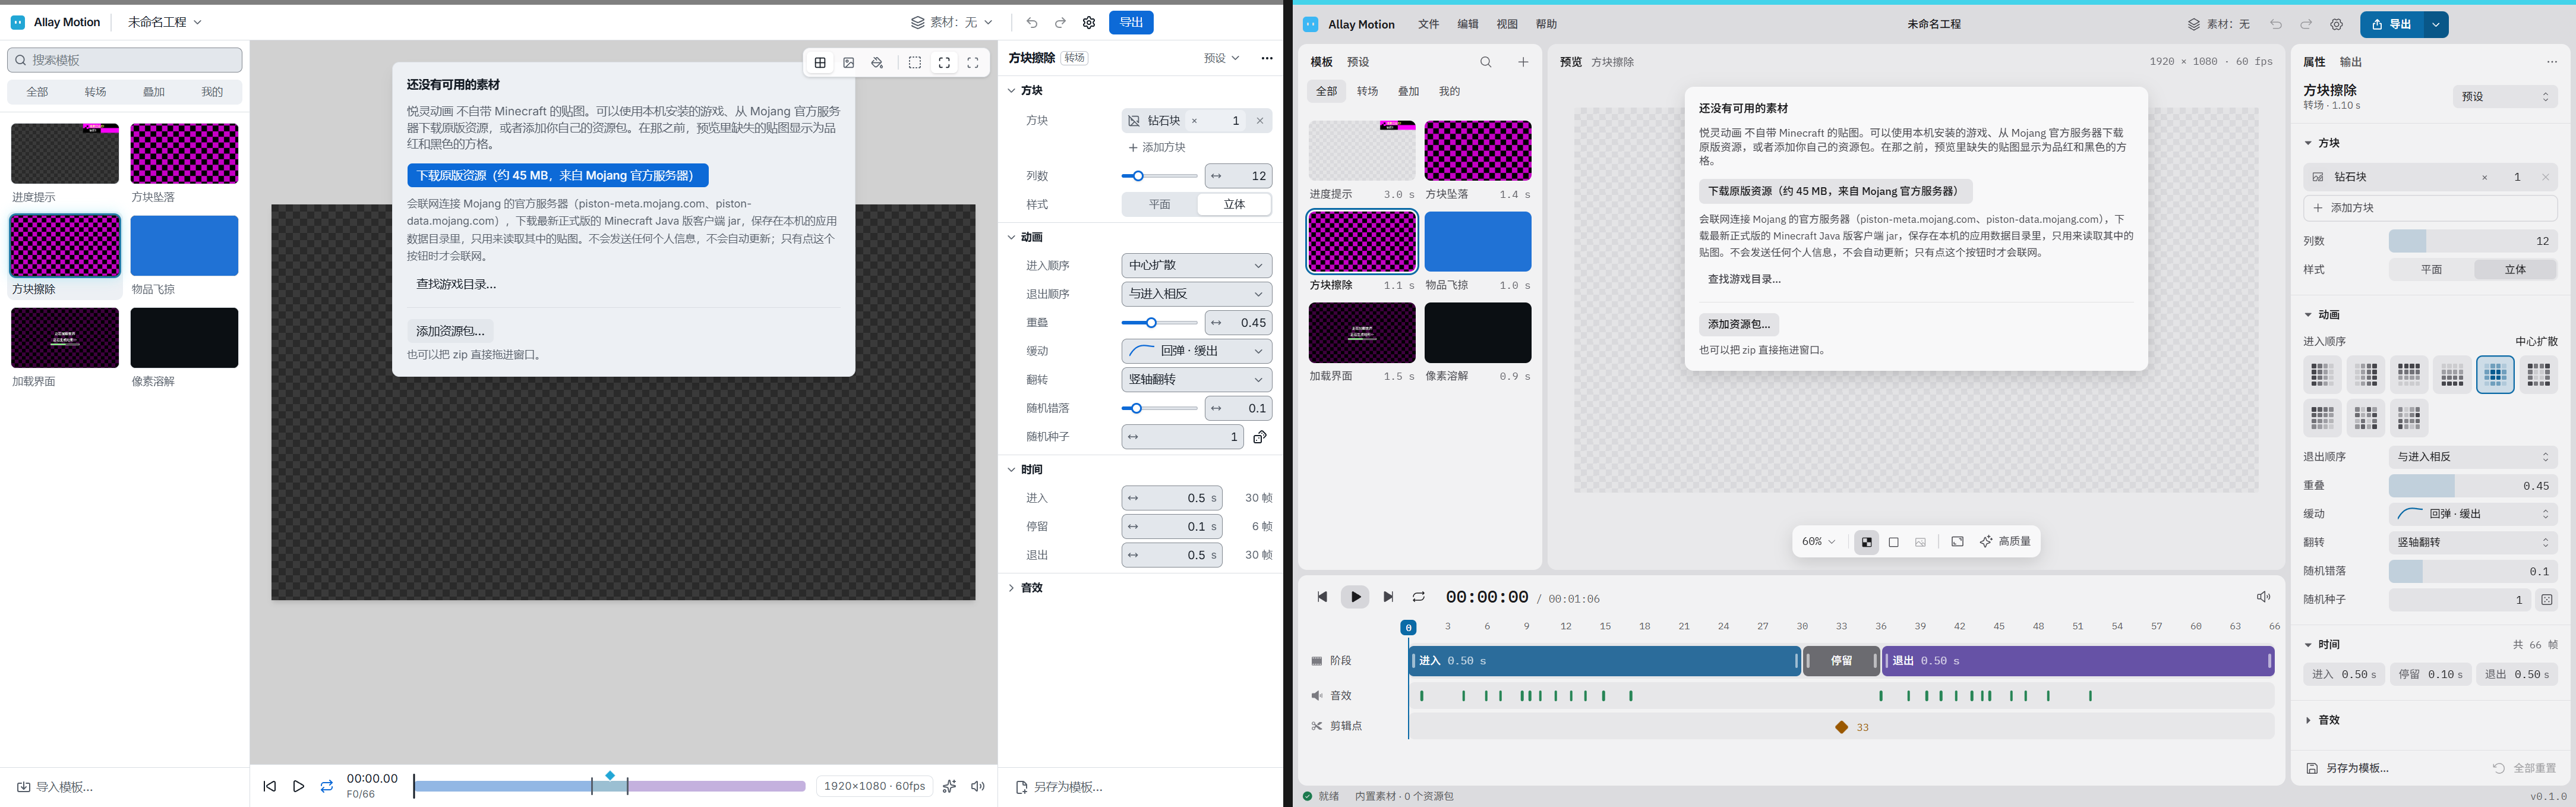 Allay Motion
未命名工程
素材：无
导出
搜索模板
全部 转场 叠加 我的
进度提示 方块坠落
方块擦除 物品飞掠
加载界面 像素溶解
导入模板...
还没有可用的素材
悦灵动画 不自带 Minecraft 的贴图。可以使用本机安装的游戏、从 Mojang 官方服务
器下载原版资源，或者添加你自己的资源包。在那之前，预览里缺失的贴图显示为品
红和黑色的方格。
下载原版资源（约 45 MB，来自 Mojang 官方服务器）
会联网连接 Mojang 的官方服务器（piston-meta.mojang.com、piston-
data.mojang.com），下载最新正式版的 Minecraft Java 版客户端 jar，保存在本机的应用
数据目录里，只用来读取其中的贴图。不会发送任何个人信息，不会自动更新；只有点这个
按钮时才会联网。
查找游戏目录...
添加资源包...
也可以把 zip 直接拖进窗口。
00:00.00
F0/66
1920×1080 · 60fps
方块擦除 转场 预设
方块
方块 钻石块 × 1
添加方块
列数 12
样式 平面 立体
动画
进入顺序 中心扩散
退出顺序 与进入相反
重叠 0.45
缓动 回弹 · 缓出
翻转 竖轴翻转
随机错落 0.1
随机种子 1
时间
进入 0.5 s 30 帧
停留 0.1 s 6 帧
退出 0.5 s 30 帧
音效
另存为模板...
Allay Motion 文件 编辑 视图 帮助
未命名工程
素材：无
导出
模板 预设
全部 转场 叠加 我的
进度提示 3.0 s 方块坠落 1.4 s
方块擦除 1.1 s 物品飞掠 1.0 s
加载界面 1.5 s 像素溶解 0.9 s
预览 方块擦除 1920 × 1080 · 60 fps
还没有可用的素材
悦灵动画 不自带 Minecraft 的贴图。可以使用本机安装的游戏、从 Mojang 官方服务器下载
原版资源，或者添加你自己的资源包。在那之前，预览里缺失的贴图显示为品红和黑色的方
格。
下载原版资源（约 45 MB，来自 Mojang 官方服务器）
会联网连接 Mojang 的官方服务器（piston-meta.mojang.com、piston-data.mojang.com），下
载最新正式版的 Minecraft Java 版客户端 jar，保存在本机的应用数据目录里，只用来读取其中的
贴图。不会发送任何个人信息，不会自动更新；只有点这个按钮时才会联网。
查找游戏目录...
添加资源包...
也可以把 zip 直接拖进窗口。
60% 高质量
00:00:00 / 00:01:06
0 3 6 9 12 15 18 21 24 27 30 33 36 39 42 45 48 51 54 57 60 63 66
阶段 进入 0.50 s 停留 退出 0.50 s
音效
剪辑点 33
就绪 内置素材 · 0 个资源包
属性 输出
方块擦除
转场 · 1.10 s
预设
方块
钻石块 × 1
添加方块
列数 12
样式 平面 立体
动画
进入顺序 中心扩散
退出顺序 与进入相反
重叠 0.45
缓动 回弹 · 缓出
翻转 竖轴翻转
随机错落 0.1
随机种子 1
时间 共 66 帧
进入 0.50 s 停留 0.10 s 退出 0.50 s
音效
另存为模板... 全部重置
v0.1.0